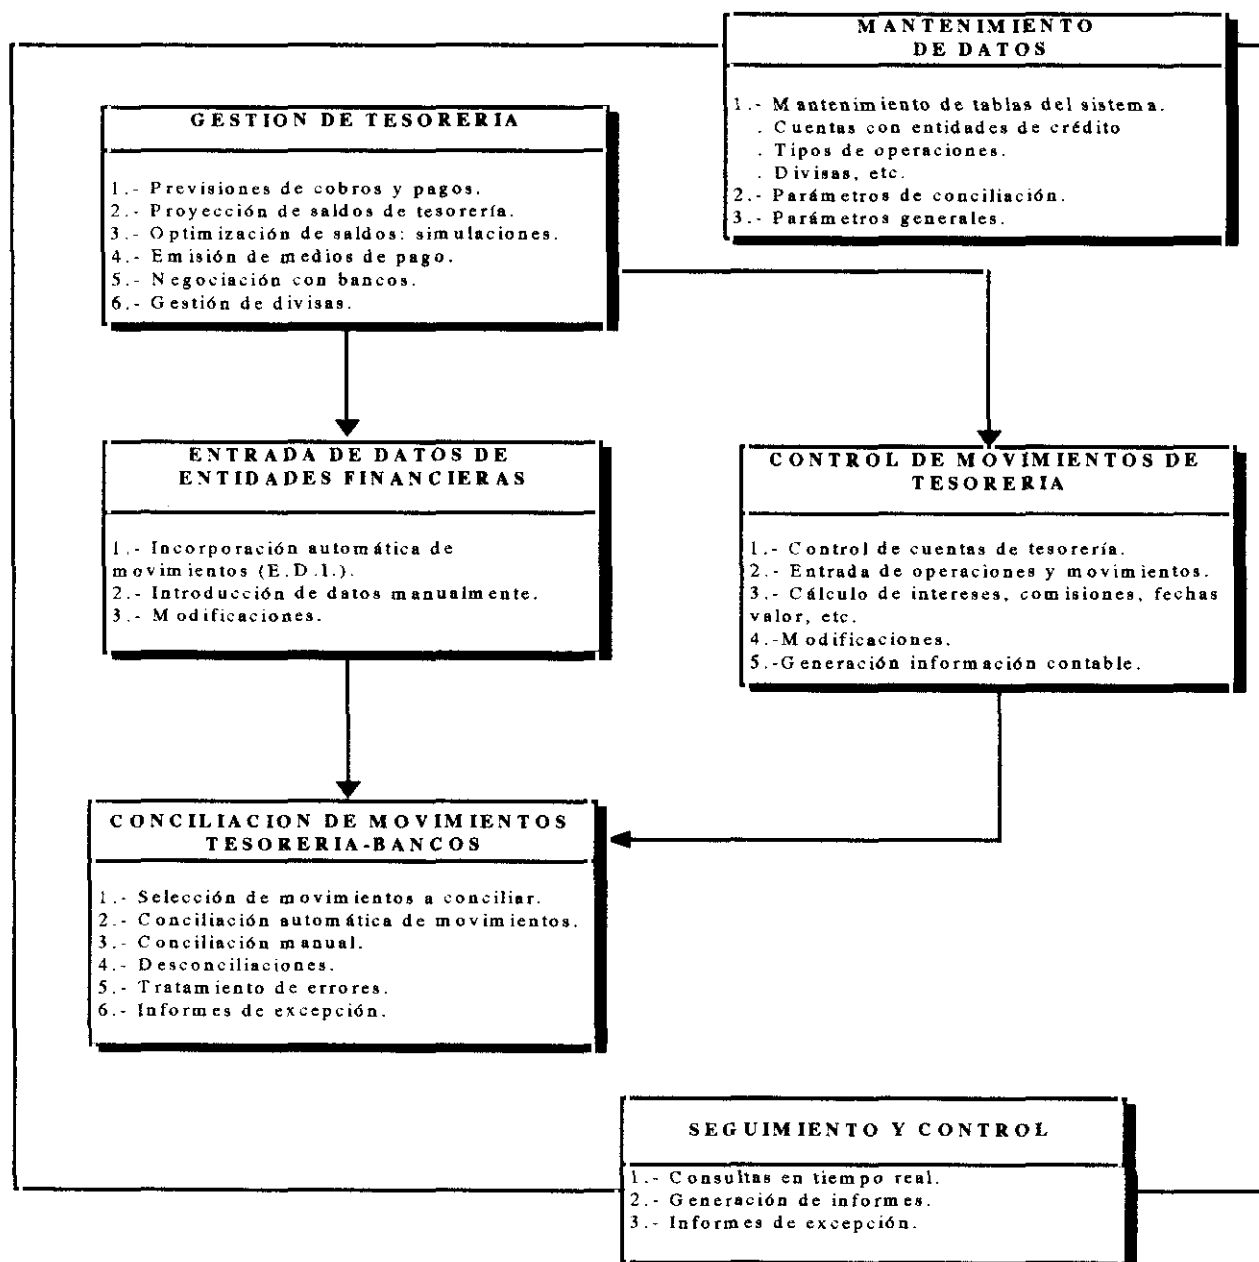 MANTENIMIENTO
DE DATOS
1.- Mantenimiento de tablas del sistema.
. Cuentas con entidades de crédito
. Tipos de operaciones.
. Divisas, etc.
2.- Parámetros de conciliación.
3.- Parámetros generales.
GESTION DE TESORERIA
1.- Previsiones de cobros y pagos.
2.- Proyección de saldos de tesorería.
3.- Optimización de saldos: simulaciones.
4.- Emisión de medios de pago.
5.- Negociación con bancos.
6.- Gestión de divisas.
ENTRADA DE DATOS DE
ENTIDADES FINANCIERAS
1.- Incorporación automática de
movimientos (E.D.I.).
2.- Introducción de datos manualmente.
3.- Modificaciones.
CONTROL DE MOVIMIENTOS DE
TESORERIA
1.- Control de cuentas de tesorería.
2.- Entrada de operaciones y movimientos.
3.- Cálculo de intereses, comisiones, fechas
valor, etc.
4.-Modificaciones.
5.-Generación información contable.
CONCILIACION DE MOVIMIENTOS
TESORERIA-BANCOS
1.- Selección de movimientos a conciliar.
2.- Conciliación automática de movimientos.
3.- Conciliación manual.
4.- Desconciliaciones.
5.- Tratamiento de errores.
6.- Informes de excepción.
SEGUIMIENTO Y CONTROL
1.- Consultas en tiempo real.
2.- Generación de informes.
3.- Informes de excepción.